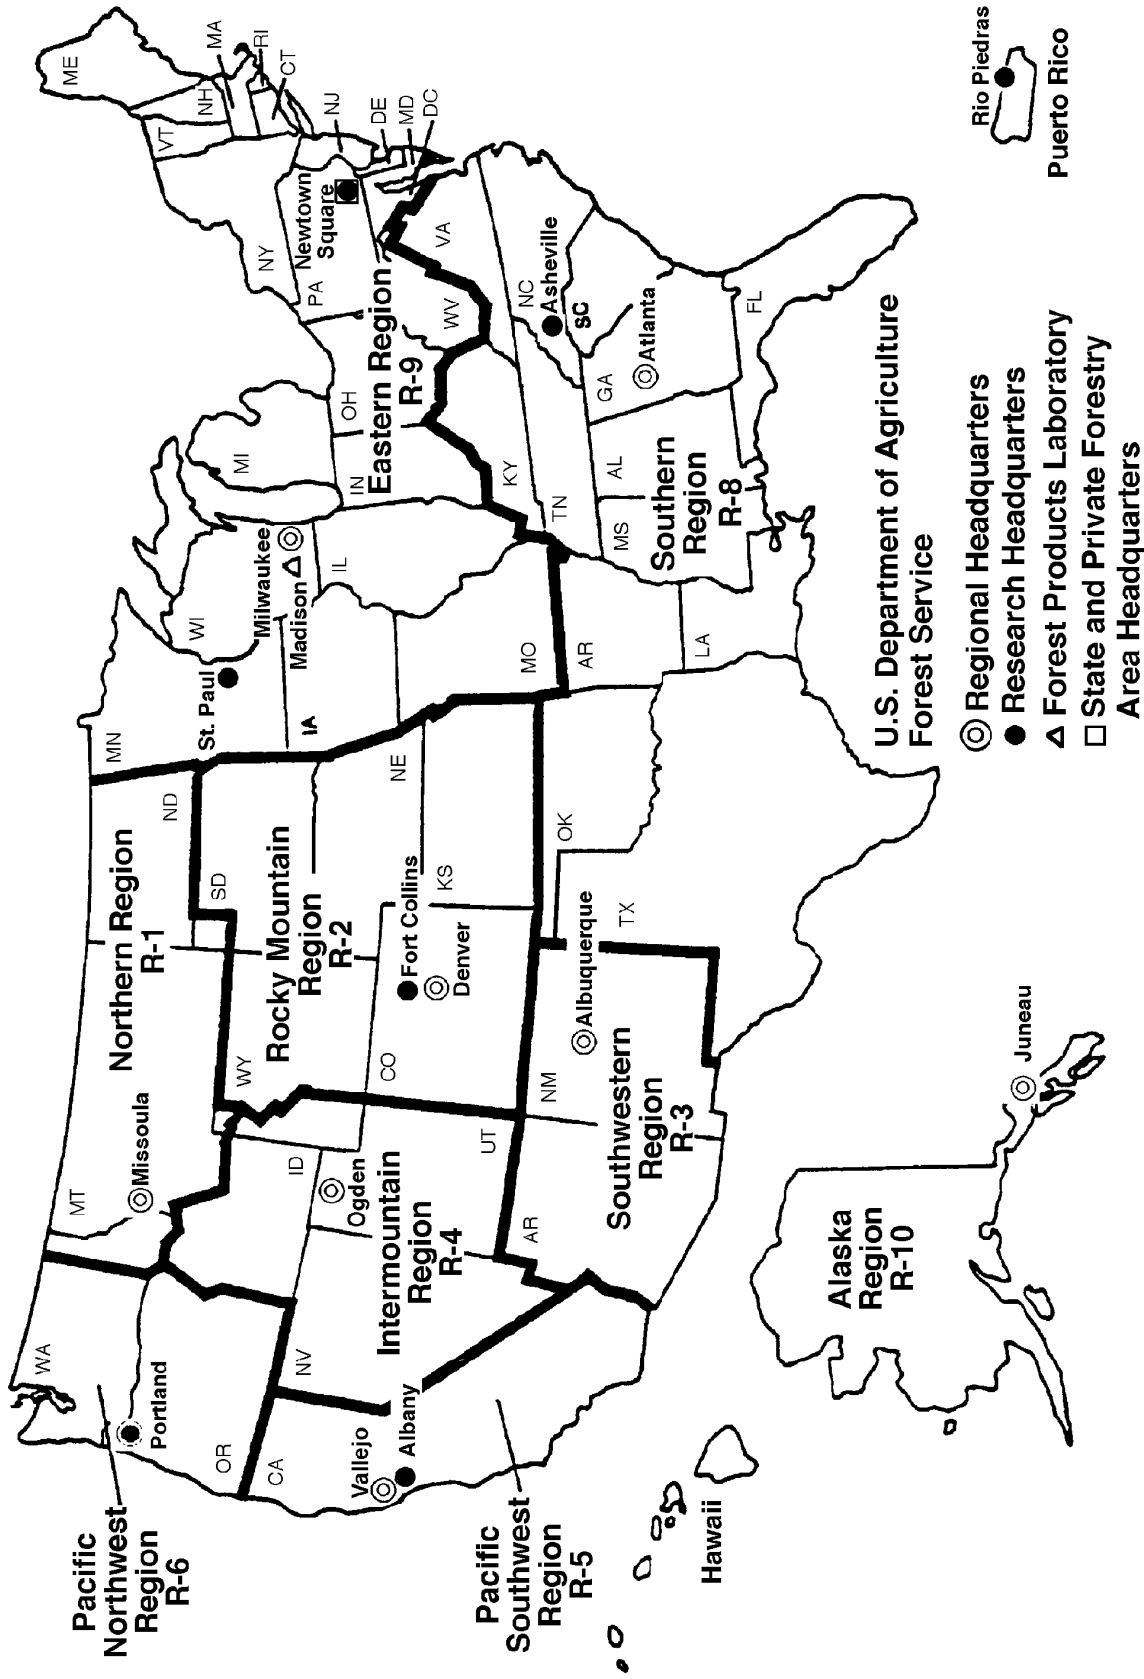 Pacific
Northwest
Region
R-6
WA
Portland
OR
MT
Missoula
Northern Region
R-1
ND
MN
SD
St. Paul
WI
Milwaukee
Madison
MI
ID
Ogden
WY
Rocky Mountain
Region
R-2
Fort Collins
Denver
CO
NE
KS
IA
IL
IN
OH
MO
Intermountain
Region
R-4
NV
UT
CA
Vallejo
Albany
Pacific
Southwest
Region
R-5
AR
Southwestern
Region
R-3
NM
Albuquerque
TX
OK
AR
LA
MS
AL
TN
KY
Southern
Region
R-8
GA
Atlanta
FL
SC
NC
Asheville
VA
WV
Eastern Region
R-9
PA
Newtown
Square
NY
VT
NH
ME
MA
RI
CT
NJ
DE
MD
DC
Rio Piedras
Puerto Rico
Hawaii
Alaska
Region
R-10
Juneau
U.S. Department of Agriculture
Forest Service
Regional Headquarters
Research Headquarters
Forest Products Laboratory
State and Private Forestry
Area Headquarters